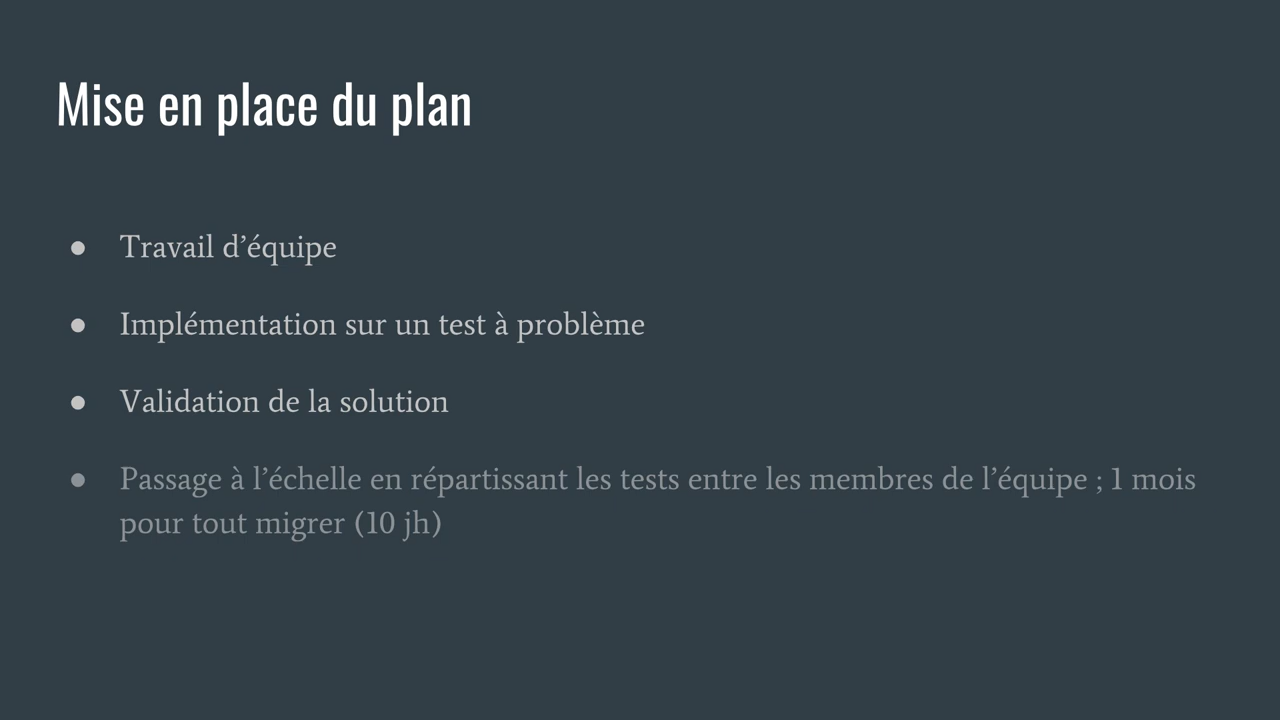 Mise en place du plan
● Travail d’équipe
● Implémentation sur un test à problème
● Validation de la solution
● Passage à l’échelle en répartissant les tests entre les membres de l’équipe ; 1 mois
pour tout migrer (10 jh)